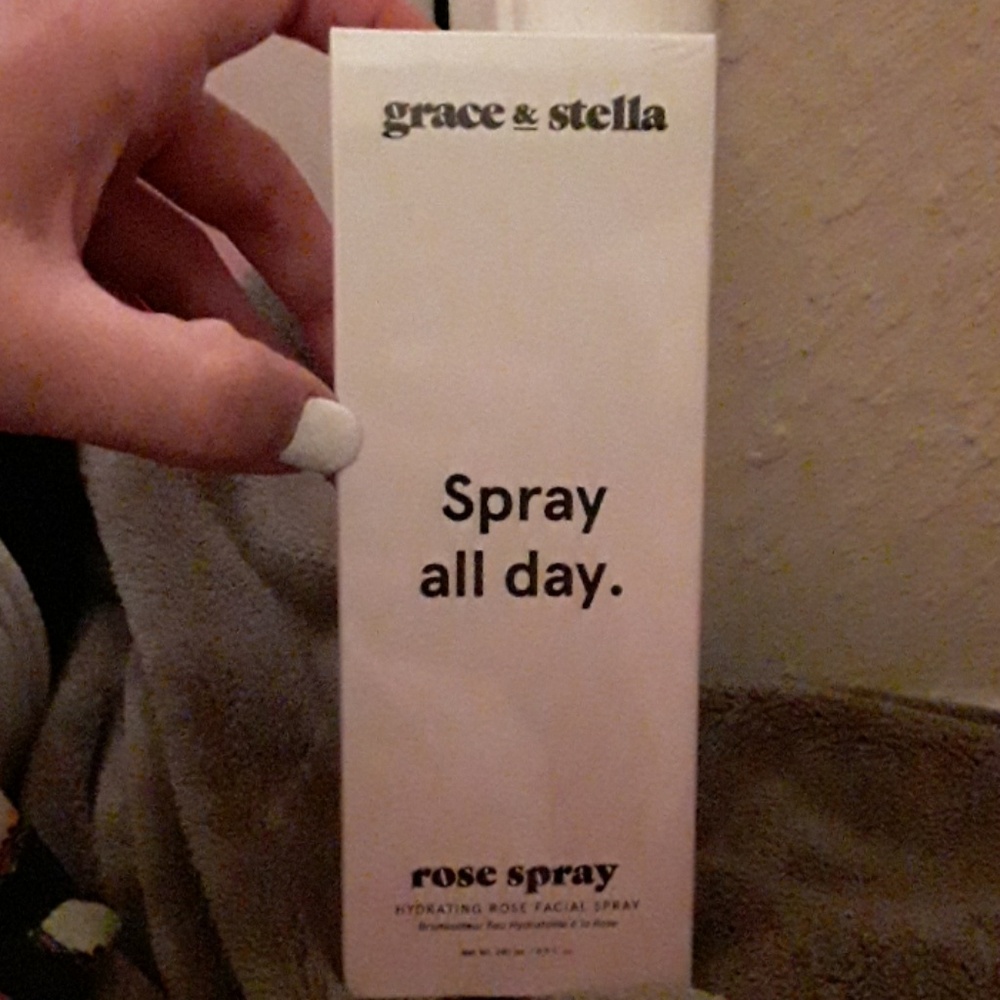 grace & stella
Spray
all day.
rose spray
HYDRATING ROSE FACIAL SPRAY